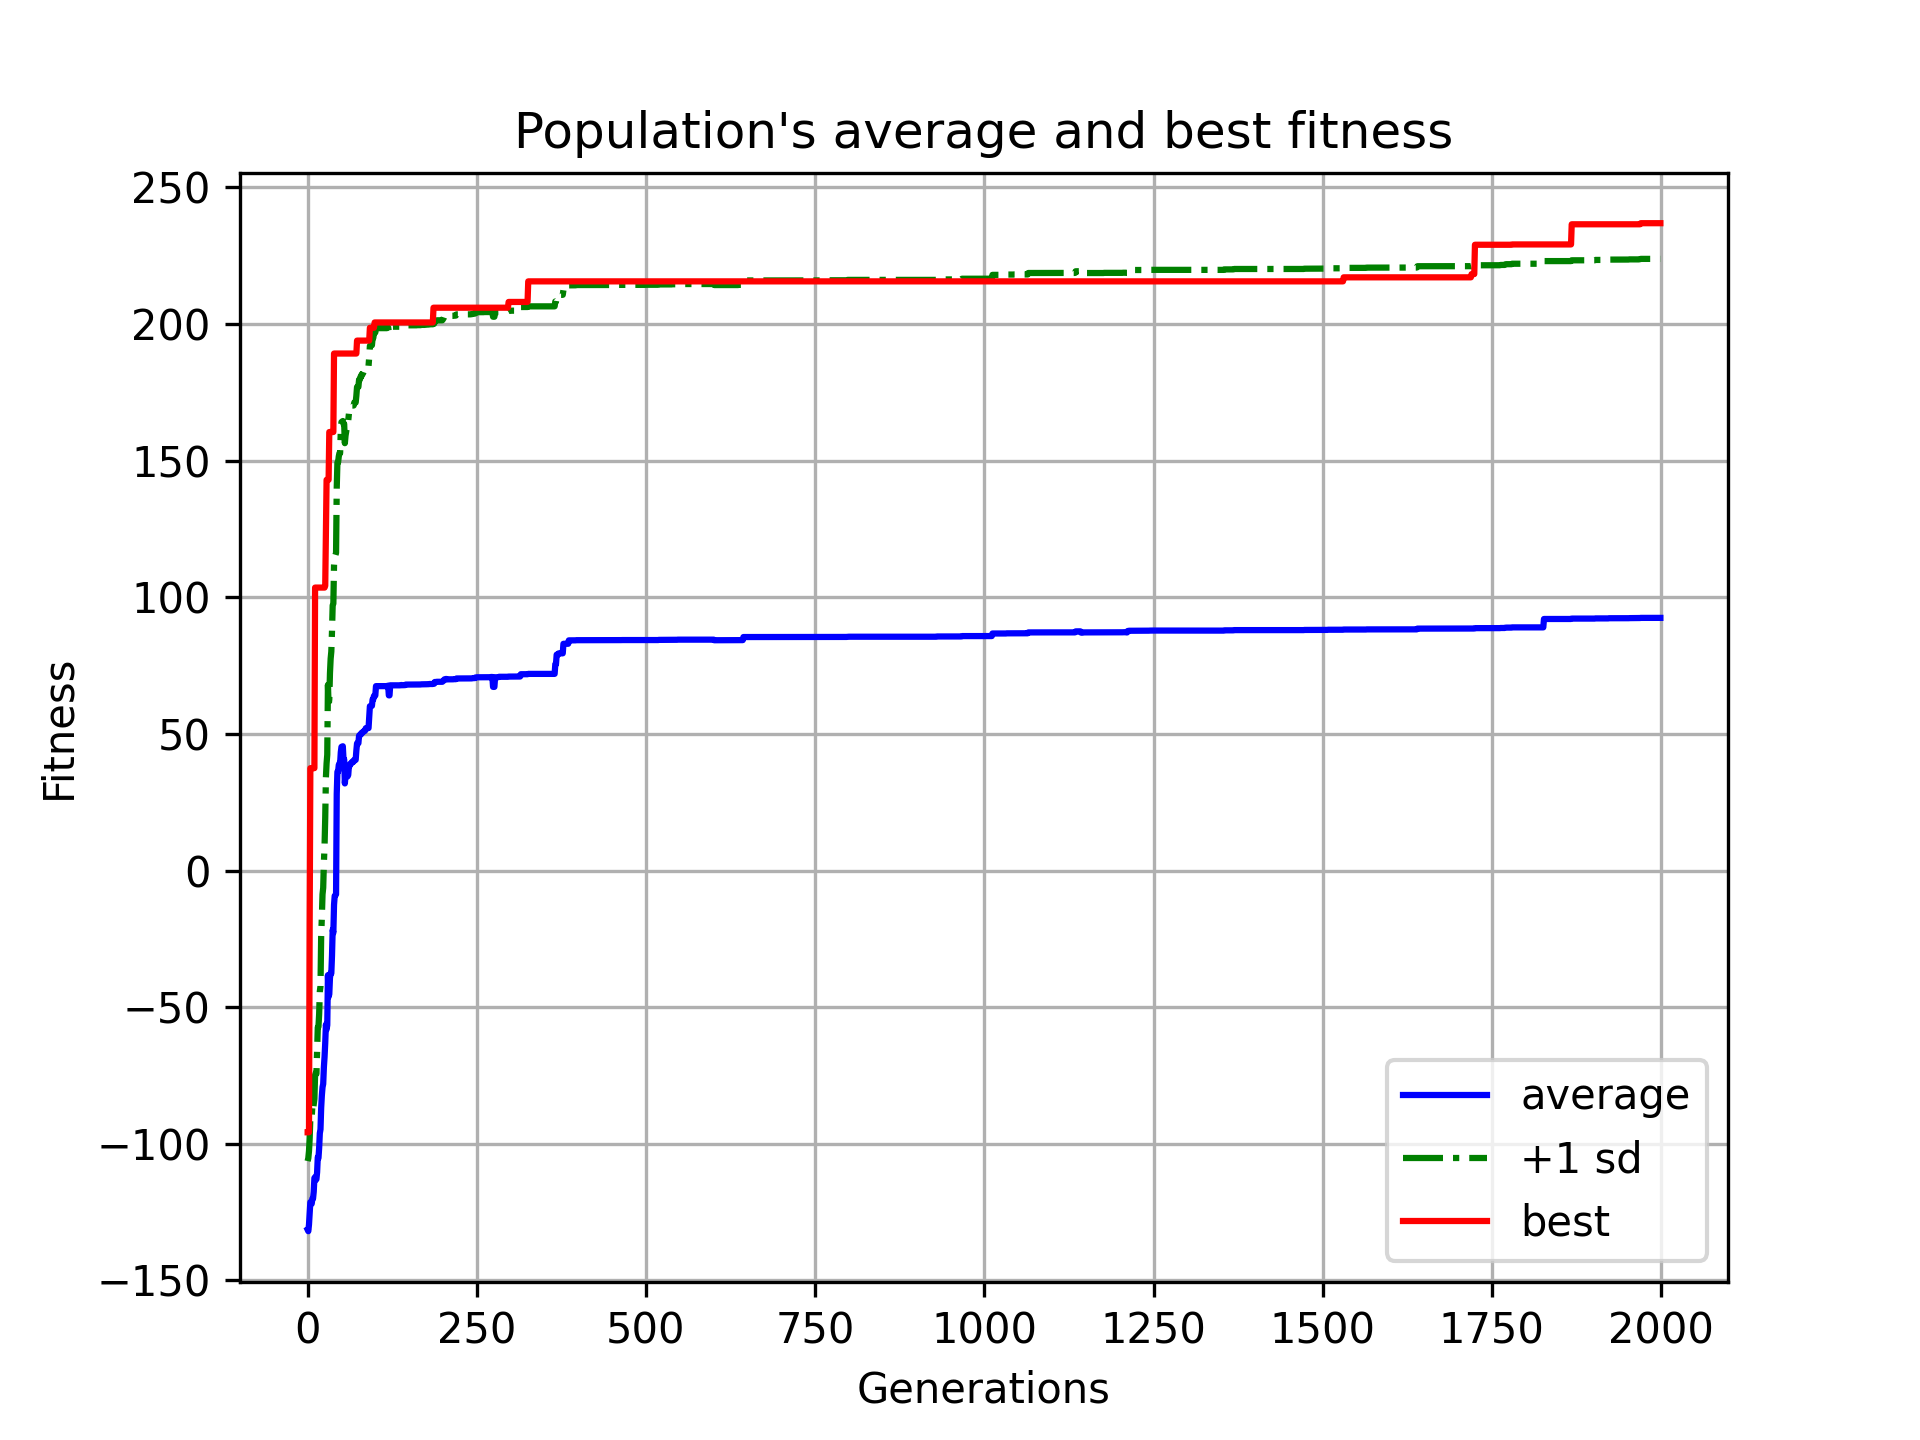 Population's average and best fitness
Fitness
250
200
150
100
50
0
−50
−100
−150
0 250 500 750 1000 1250 1500 1750 2000
Generations
average
+1 sd
best